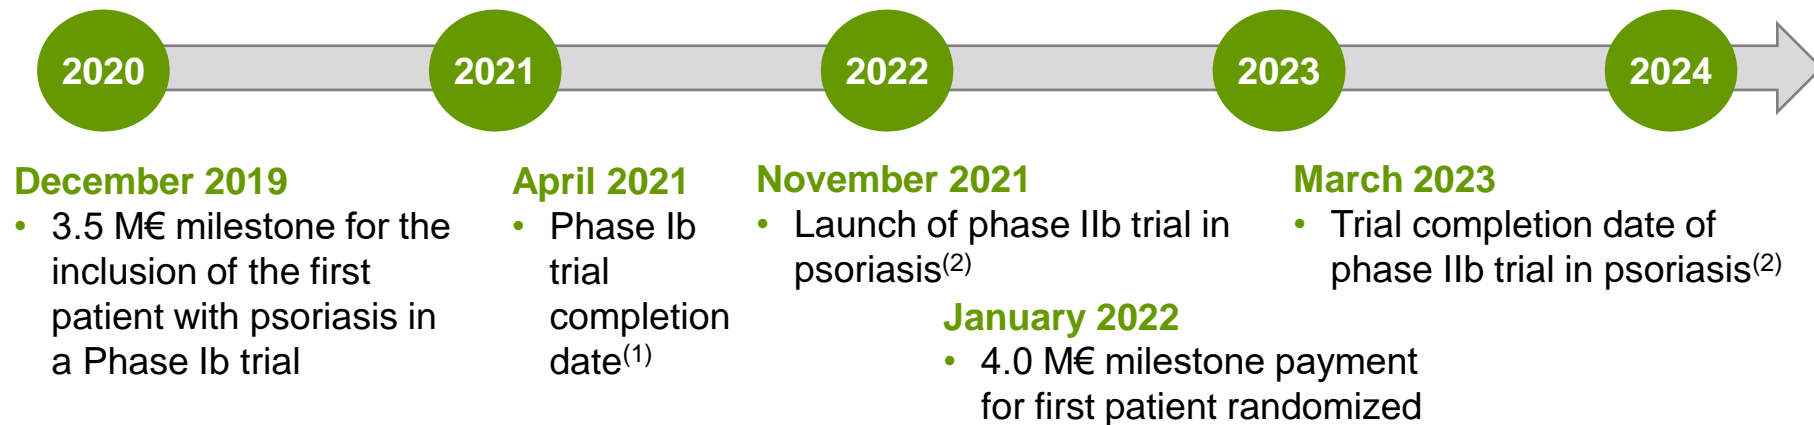 2020
2021
2022
2023
2024
December 2019
• 3.5 M€ milestone for the
inclusion of the first
patient with psoriasis in
a Phase Ib trial
April 2021
• Phase Ib
trial
completion
date(1)
November 2021
• Launch of phase IIb trial in
psoriasis(2)
January 2022
• 4.0 M€ milestone payment
for first patient randomized
March 2023
• Trial completion date of
phase IIb trial in psoriasis(2)